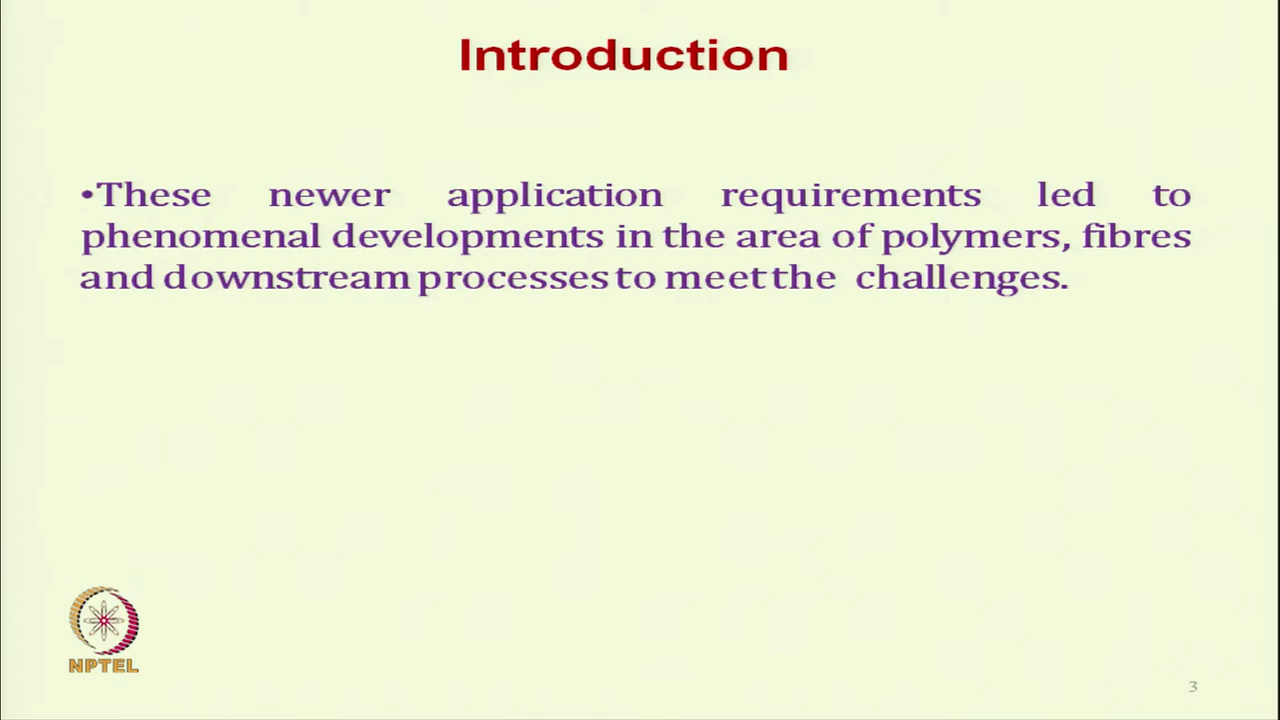 Introduction
•These newer application requirements led to
phenomenal developments in the area of polymers, fibres
and downstream processes to meet the challenges.
NPTEL
3